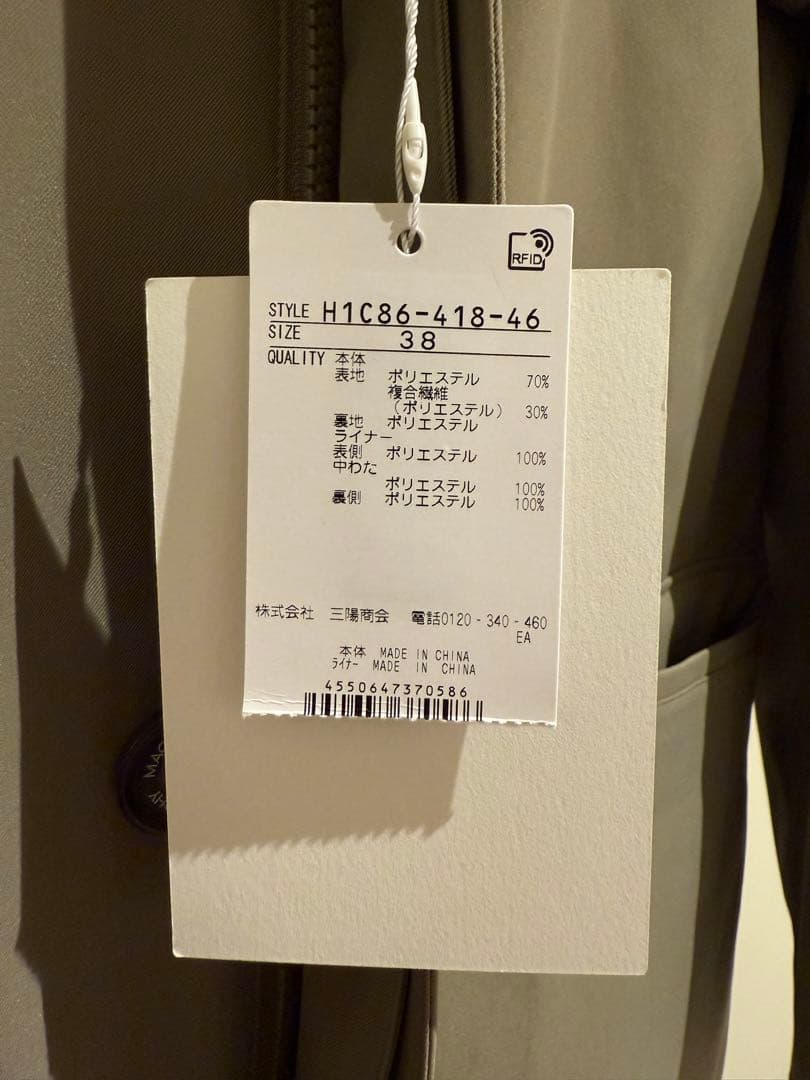 RFID
STYLE H1C86-418-46
SIZE 38
QUALITY 本体
表地 ポリエステル 70%
複合繊維
(ポリエステル) 30%
裏地 ポリエステル
ライナー
表側 ポリエステル 100%
中わた
ポリエステル 100%
裏側 ポリエステル 100%
株式会社 三陽商会 電話0120-340-460
EA
本体 MADE IN CHINA
ライナー MADE IN CHINA
4550647370586